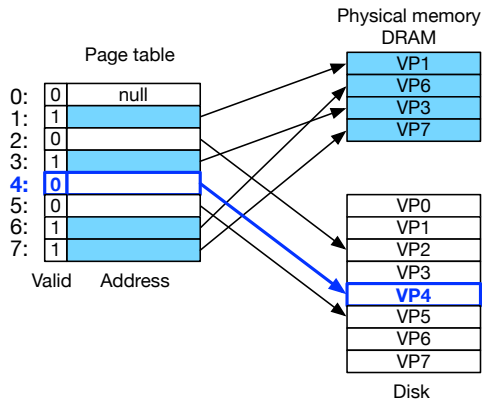 Physical memory
DRAM
Page table
VP1
VP6
VP3
VP7
0: 0 null
1: 1
2: 0
3: 1
4: 0
5: 0
6: 1
7: 1
Valid Address
VP0
VP1
VP2
VP3
VP4
VP5
VP6
VP7
Disk